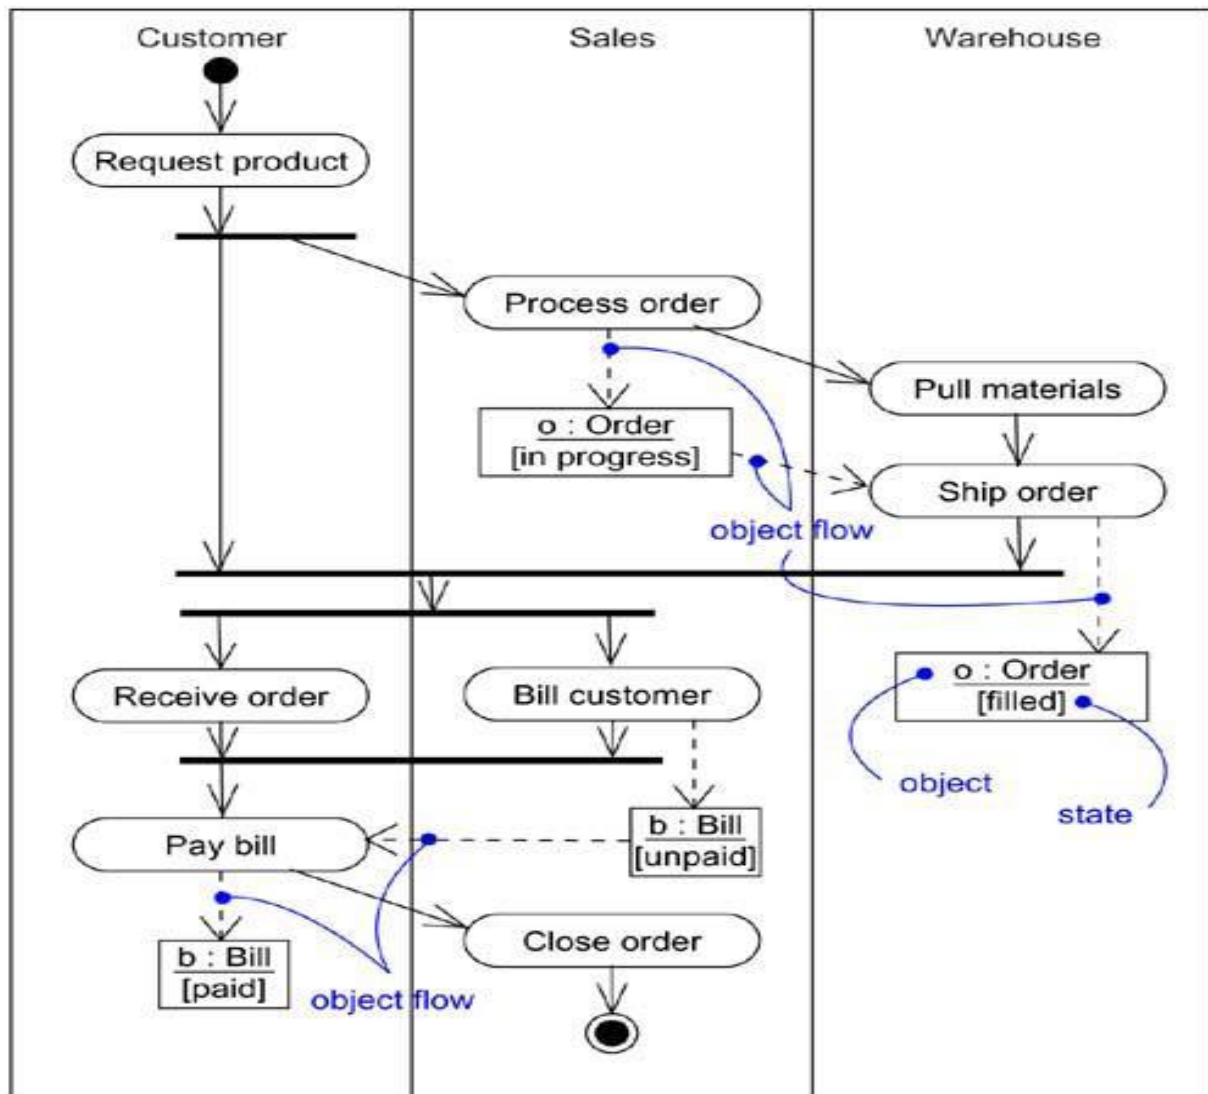 Customer
Sales
Warehouse
Request product
Process order
Pull materials
o : Order
[in progress]
Ship order
object flow
o : Order
[filled]
Receive order
Bill customer
object
state
b : Bill
[unpaid]
Pay bill
Close order
b : Bill
[paid]
object flow